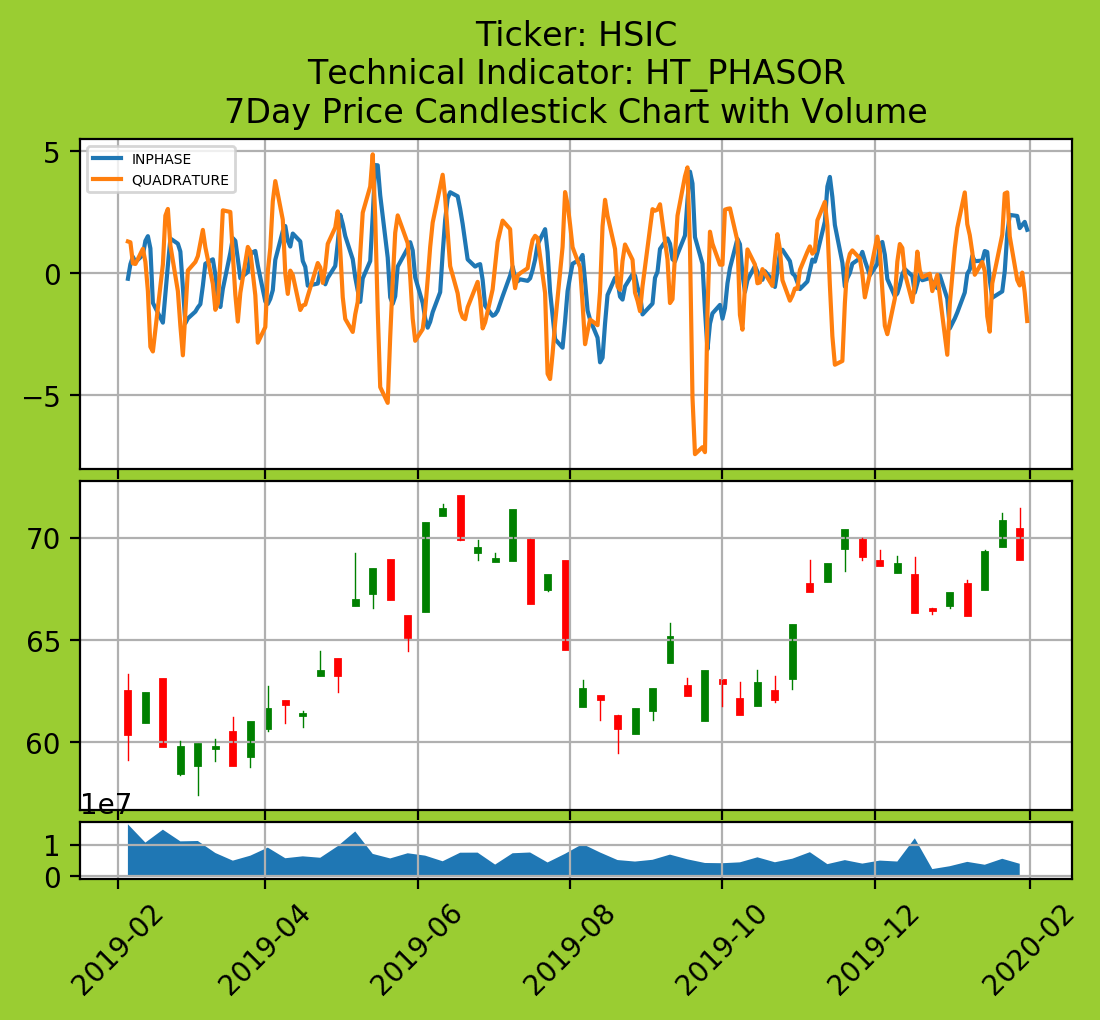 Ticker: HSIC
Technical Indicator: HT_PHASOR
7Day Price Candlestick Chart with Volume
INPHASE
QUADRATURE
5
0
−5
70
65
60
1e7
1
0
2019-02
2019-04
2019-06
2019-08
2019-10
2019-12
2020-02